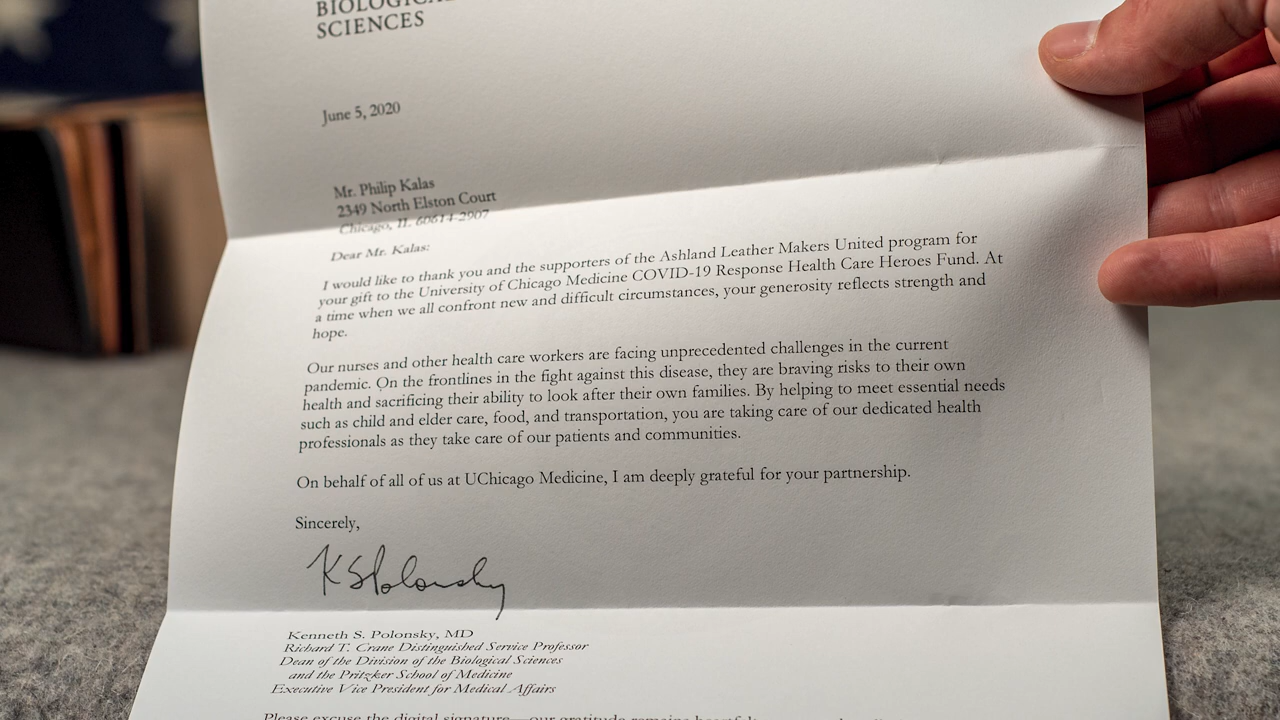 BIOLOGICAL
SCIENCES
June 5, 2020
Mr. Philip Kalas
2349 North Elston Court
Chicago, IL 60614-2907
Dear Mr. Kalas:
I would like to thank you and the supporters of the Ashland Leather Makers United program for
your gift to the University of Chicago Medicine COVID-19 Response Health Care Heroes Fund. At
a time when we all confront new and difficult circumstances, your generosity reflects strength and
hope.
Our nurses and other health care workers are facing unprecedented challenges in the current
pandemic. On the frontlines in the fight against this disease, they are braving risks to their own
health and sacrificing their ability to look after their own families. By helping to meet essential needs
such as child and elder care, food, and transportation, you are taking care of our dedicated health
professionals as they take care of our patients and communities.
On behalf of all of us at UChicago Medicine, I am deeply grateful for your partnership.
Sincerely,
K S Polonsky
Kenneth S. Polonsky, MD
Richard T. Crane Distinguished Service Professor
Dean of the Division of the Biological Sciences
and the Pritzker School of Medicine
Executive Vice President for Medical Affairs
Please excuse the digital signature—our gratitude remains